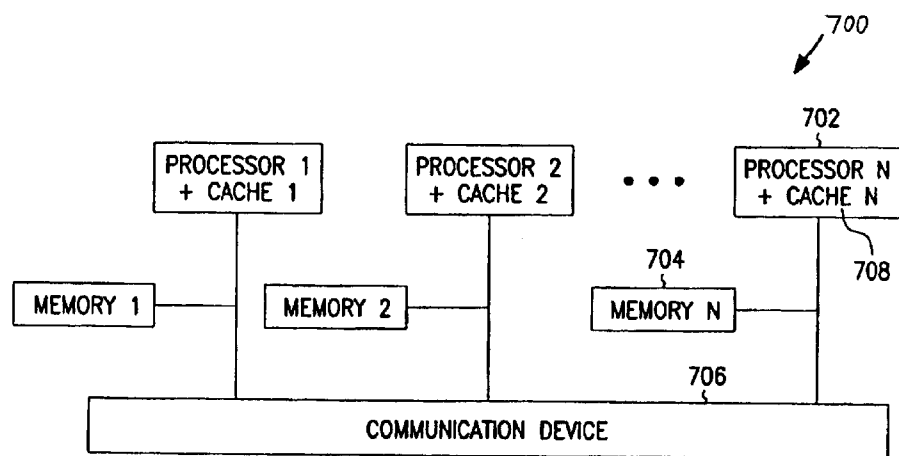 700
702
PROCESSOR 1
+ CACHE 1
PROCESSOR 2
+ CACHE 2
PROCESSOR N
+ CACHE N
708
704
MEMORY 1
MEMORY 2
MEMORY N
706
COMMUNICATION DEVICE